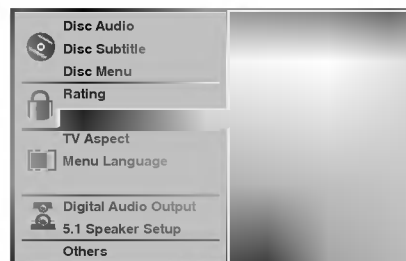 Disc Audio
Disc Subtitle
Disc Menu
Rating
TV Aspect
Menu Language
Digital Audio Output
5.1 Speaker Setup
Others